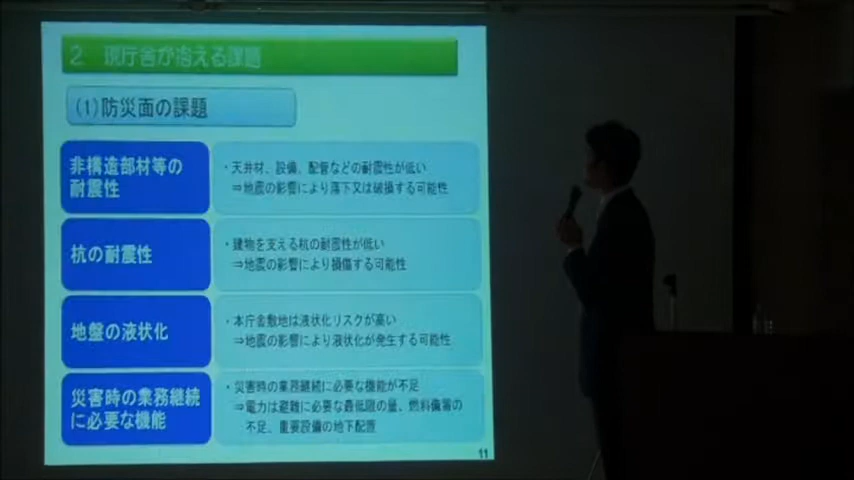 2. 現庁舎が抱える課題
(1)防災面の課題
非構造部材等の
耐震性
・天井材、設備、配管などの耐震性が低い
⇒地震の影響により落下又は破損する可能性
杭の耐震性
・建物を支える杭の耐震性が低い
⇒地震の影響により損傷する可能性
地盤の液状化
・本庁舎敷地は液状化リスクが高い
⇒地震の影響により液状化が発生する可能性
災害時の業務継続
に必要な機能
・災害時の業務継続に必要な機能が不足
⇒電力は避難に必要な最低限の量、燃料備蓄の
不足、重要設備の地下配置
11